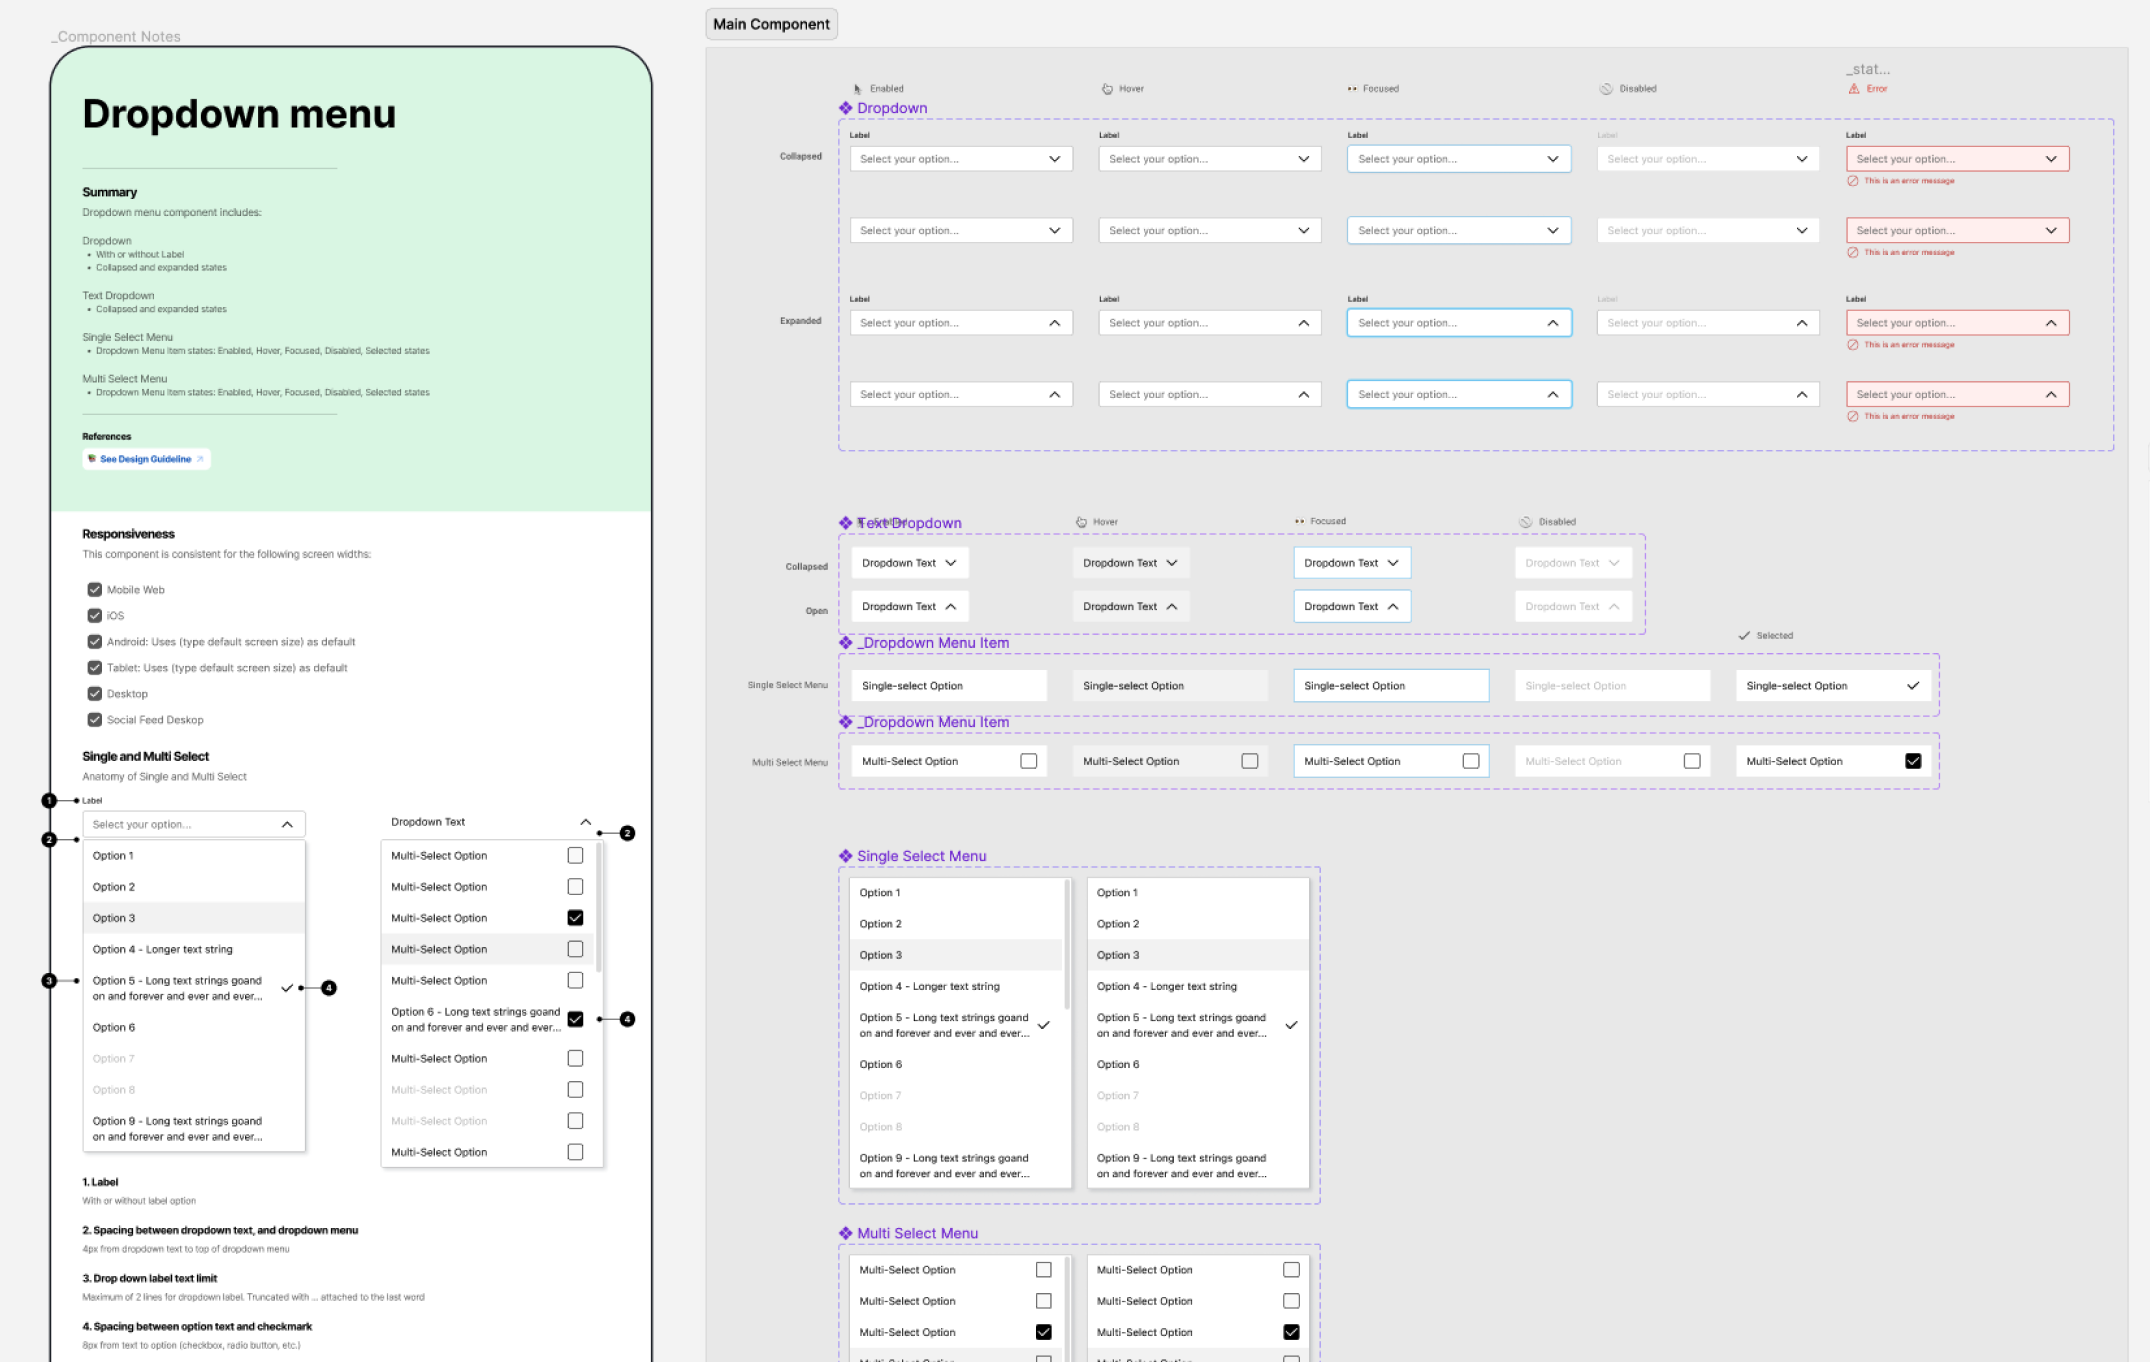 _Component Notes
Dropdown menu
Summary
Dropdown menu component includes:
Dropdown
• With or without Label
• Collapsed and expanded states
Text Dropdown
• Collapsed and expanded states
Single Select Menu
• Dropdown Menu Item states: Enabled, Hover, Focused, Disabled, Selected states
Multi Select Menu
• Dropdown Menu Item states: Enabled, Hover, Focused, Disabled, Selected states
References
See Design Guideline
Responsiveness
This component is consistent for the following screen widths:
Mobile Web
iOS
Android: Uses (type default screen size) as default
Tablet: Uses (type default screen size) as default
Desktop
Social Feed Deskop
Single and Multi Select
Anatomy of Single and Multi Select
1 Label
Select your option...
2
Option 1
Option 2
Option 3
Option 4 - Longer text string
3 Option 5 - Long text strings goand
on and forever and ever and ever...
4
Option 6
Option 7
Option 8
Option 9 - Long text strings goand
on and forever and ever and ever...
Dropdown Text
2
Multi-Select Option
Multi-Select Option
Multi-Select Option
Multi-Select Option
Multi-Select Option
Option 6 - Long text strings goand
on and forever and ever and ever...
4
Multi-Select Option
Multi-Select Option
Multi-Select Option
Multi-Select Option
1. Label
With or without label option
2. Spacing between dropdown text, and dropdown menu
4px from dropdown text to top of dropdown menu
3. Drop down label text limit
Maximum of 2 lines for dropdown label. Truncated with ... attached to the last word
4. Spacing between option text and checkmark
8px from text to option (checkbox, radio button, etc.)
Main Component
_stat...
Enabled Hover Focused Disabled Error
Dropdown
Label Label Label Label Label
Collapsed Select your option... Select your option... Select your option... Select your option... Select your option...
This is an error message
Select your option... Select your option... Select your option... Select your option... Select your option...
This is an error message
Label Label Label Label Label
Expanded Select your option... Select your option... Select your option... Select your option... Select your option...
This is an error message
Select your option... Select your option... Select your option... Select your option... Select your option...
This is an error message
Text Dropdown Hover Focused Disabled
Collapsed Dropdown Text Dropdown Text Dropdown Text Dropdown Text
Open Dropdown Text Dropdown Text Dropdown Text Dropdown Text
_Dropdown Menu Item Selected
Single Select Menu Single-select Option Single-select Option Single-select Option Single-select Option Single-select Option
_Dropdown Menu Item
Multi Select Menu Multi-Select Option Multi-Select Option Multi-Select Option Multi-Select Option Multi-Select Option
Single Select Menu
Option 1
Option 2
Option 3
Option 4 - Longer text string
Option 5 - Long text strings goand
on and forever and ever and ever...
Option 6
Option 7
Option 8
Option 9 - Long text strings goand
on and forever and ever and ever...
Option 1
Option 2
Option 3
Option 4 - Longer text string
Option 5 - Long text strings goand
on and forever and ever and ever...
Option 6
Option 7
Option 8
Option 9 - Long text strings goand
on and forever and ever and ever...
Multi Select Menu
Multi-Select Option Multi-Select Option
Multi-Select Option Multi-Select Option
Multi-Select Option Multi-Select Option